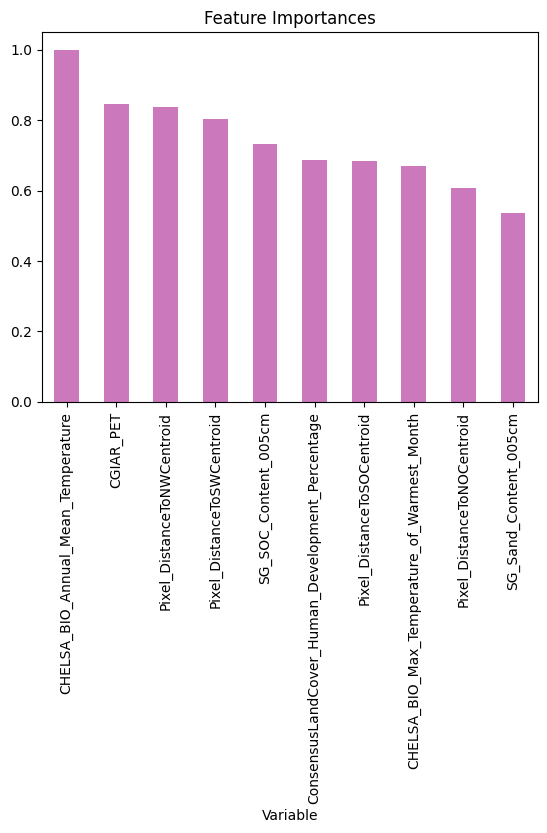 Feature Importances
1.0
0.8
0.6
0.4
0.2
0.0
CHELSA_BIO_Annual_Mean_Temperature
CGIAR_PET
Pixel_DistanceToNWCentroid
Pixel_DistanceToSWCentroid
SG_SOC_Content_005cm
ConsensusLandCover_Human_Development_Percentage
Pixel_DistanceToSOCentroid
CHELSA_BIO_Max_Temperature_of_Warmest_Month
Pixel_DistanceToNOCentroid
SG_Sand_Content_005cm
Variable